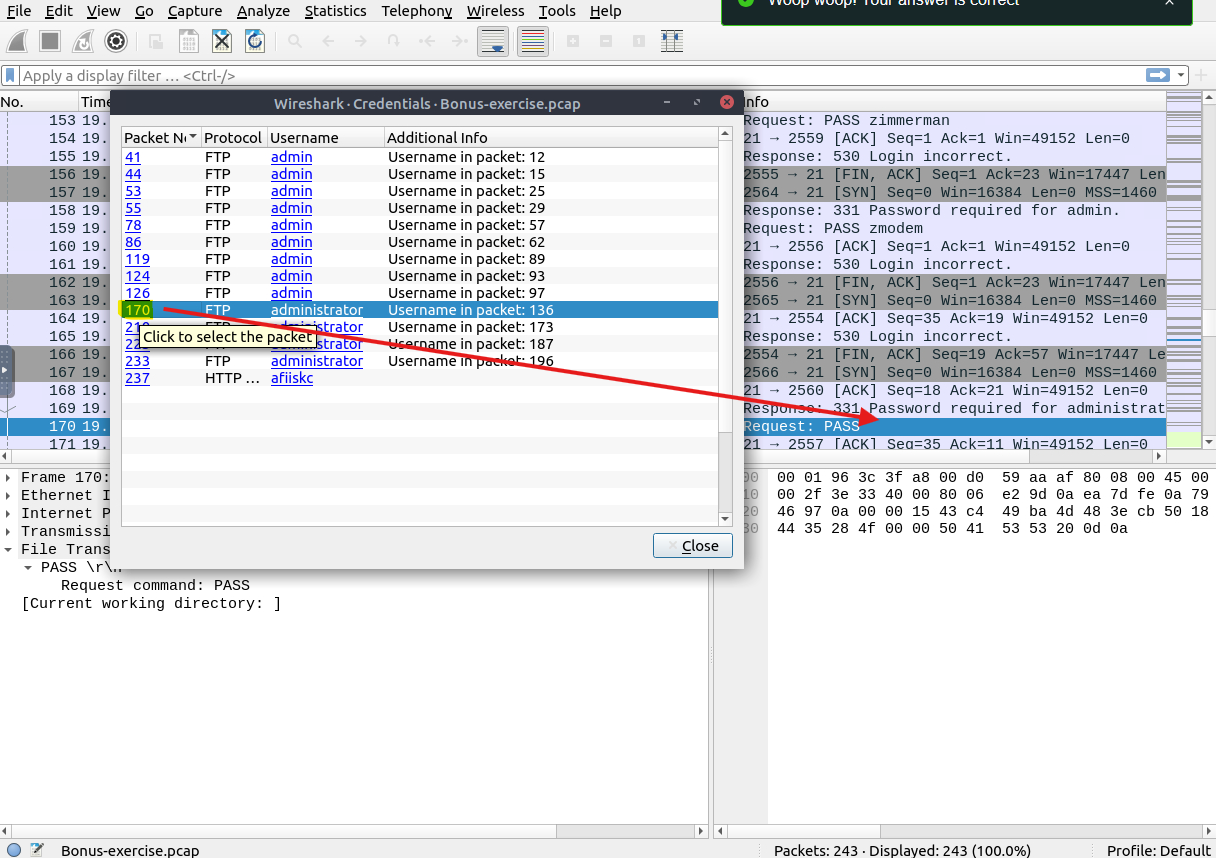 File Edit View Go Capture Analyze Statistics Telephony Wireless Tools Help
Woop woop! Your answer is correct
Apply a display filter … <Ctrl-/>
No. Time Info
Wireshark · Credentials · Bonus-exercise.pcap
Packet No Protocol Username Additional Info
41 FTP admin Username in packet: 12
44 FTP admin Username in packet: 15
53 FTP admin Username in packet: 25
55 FTP admin Username in packet: 29
78 FTP admin Username in packet: 57
86 FTP admin Username in packet: 62
119 FTP admin Username in packet: 89
124 FTP admin Username in packet: 93
126 FTP admin Username in packet: 97
170 FTP administrator Username in packet: 136
FTP administrator Username in packet: 173
administrator Username in packet: 187
233 FTP administrator Username in packet: 196
237 HTTP … afiiskc
Click to select the packet
Close
153 19. Request: PASS zimmerman
154 19. 21 → 2559 [ACK] Seq=1 Ack=1 Win=49152 Len=0
155 19. Response: 530 Login incorrect.
156 19. 2555 → 21 [FIN, ACK] Seq=1 Ack=23 Win=17447 Len
157 19. 2564 → 21 [SYN] Seq=0 Win=16384 Len=0 MSS=1460
158 19. Response: 331 Password required for admin.
159 19. Request: PASS zmodem
160 19. 21 → 2556 [ACK] Seq=1 Ack=1 Win=49152 Len=0
161 19. Response: 530 Login incorrect.
162 19. 2556 → 21 [FIN, ACK] Seq=1 Ack=23 Win=17447 Len
163 19. 2565 → 21 [SYN] Seq=0 Win=16384 Len=0 MSS=1460
164 19. 21 → 2554 [ACK] Seq=35 Ack=19 Win=49152 Len=0
165 19. Response: 530 Login incorrect.
166 19. 2554 → 21 [FIN, ACK] Seq=19 Ack=57 Win=17447 Le
167 19. 2566 → 21 [SYN] Seq=0 Win=16384 Len=0 MSS=1460
168 19. 21 → 2560 [ACK] Seq=18 Ack=21 Win=49152 Len=0
169 19. Response: 331 Password required for administrat
170 19. Request: PASS
171 19. 21 → 2557 [ACK] Seq=35 Ack=11 Win=49152 Len=0
Frame 170:
Ethernet I
Internet P
Transmissi
File Trans
PASS \r\n
Request command: PASS
[Current working directory: ]
00 00 01 96 3c 3f a8 00 d0 59 aa af 80 08 00 45 00
10 00 2f 3e 33 40 00 80 06 e2 9d 0a ea 7d fe 0a 79
20 46 97 0a 00 00 15 43 c4 49 ba 4d 48 3e cb 50 18
30 44 35 28 4f 00 00 50 41 53 53 20 0d 0a
Bonus-exercise.pcap
Packets: 243 · Displayed: 243 (100.0%)
Profile: Default